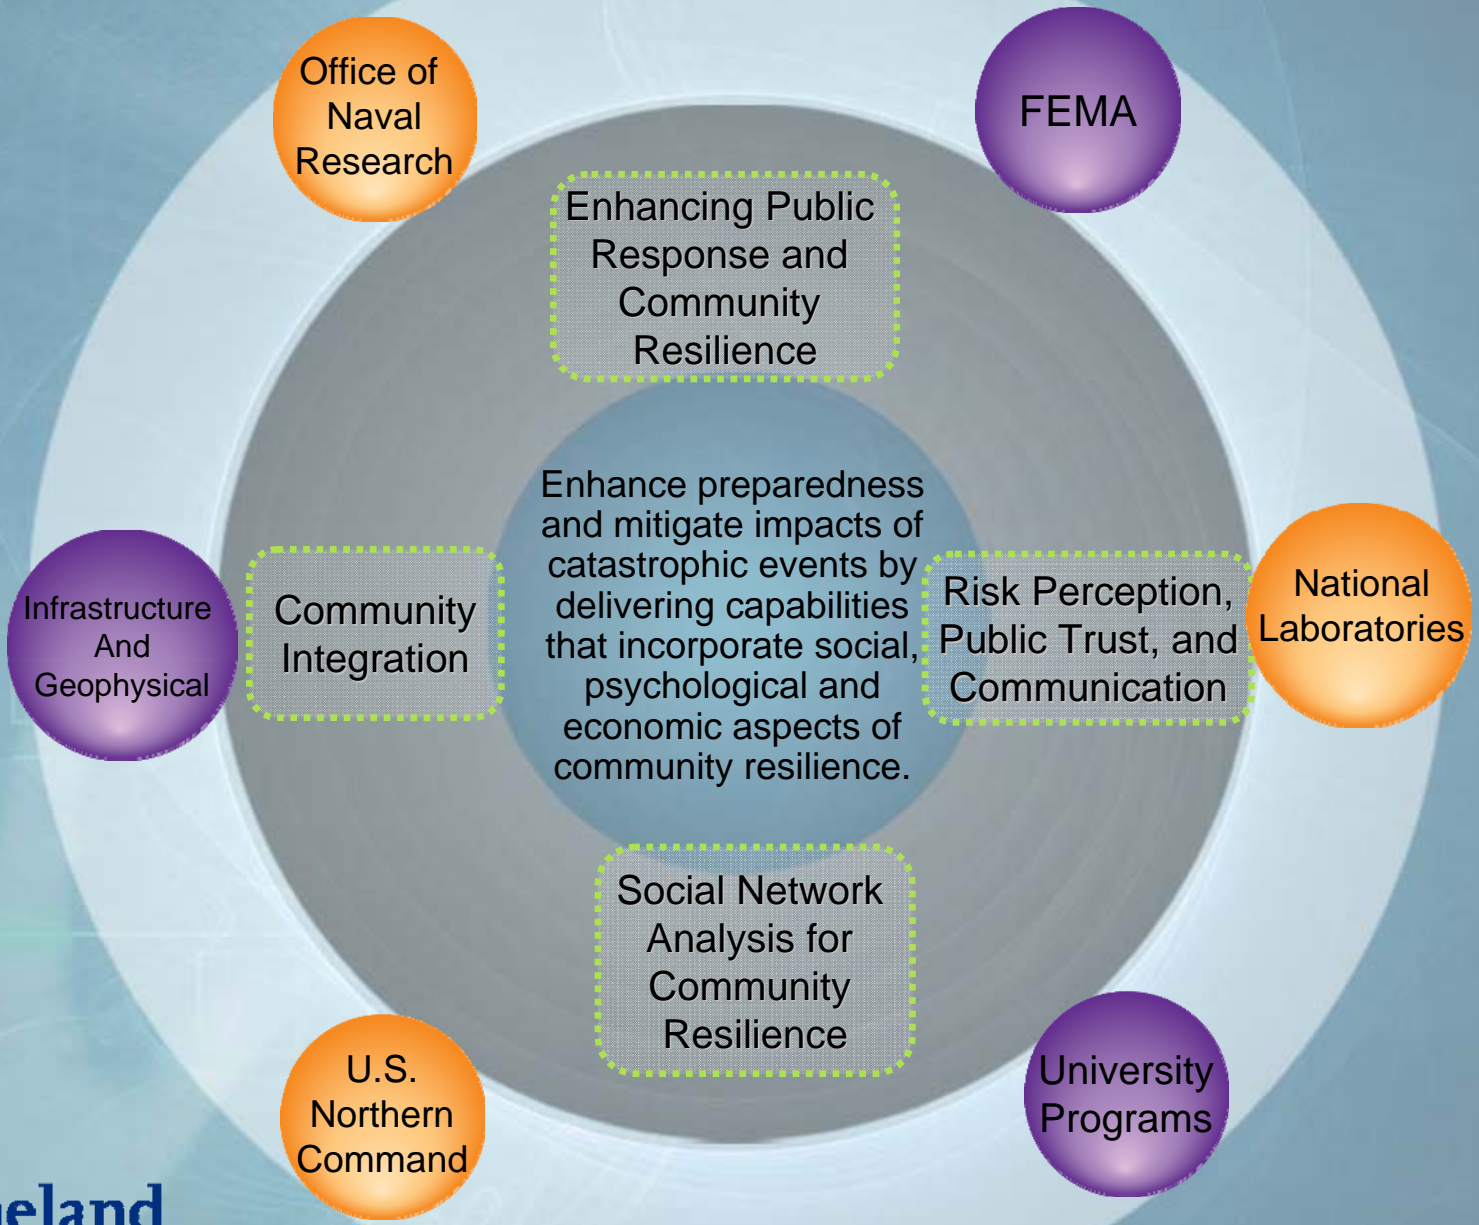 Office of
Naval
Research
FEMA
Enhancing Public
Response and
Community
Resilience
Enhance preparedness
and mitigate impacts of
catastrophic events by
delivering capabilities
that incorporate social,
psychological and
economic aspects of
community resilience.
Infrastructure
And
Geophysical
Community
Integration
Risk Perception,
Public Trust, and
Communication
National
Laboratories
Social Network
Analysis for
Community
Resilience
U.S.
Northern
Command
University
Programs